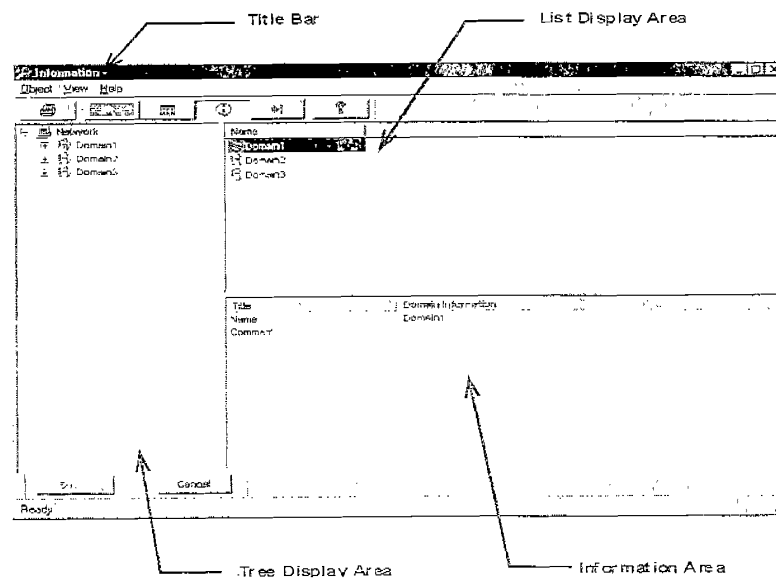 Title Bar
List Display Area
Information -
Object View Help
Network
Domain1
Domain2
Domain3
Name
Domain1
Domain2
Domain3
Title Domain Information
Name Domain1
Comment
Cancel
Ready
Tree Display Area
Information Area